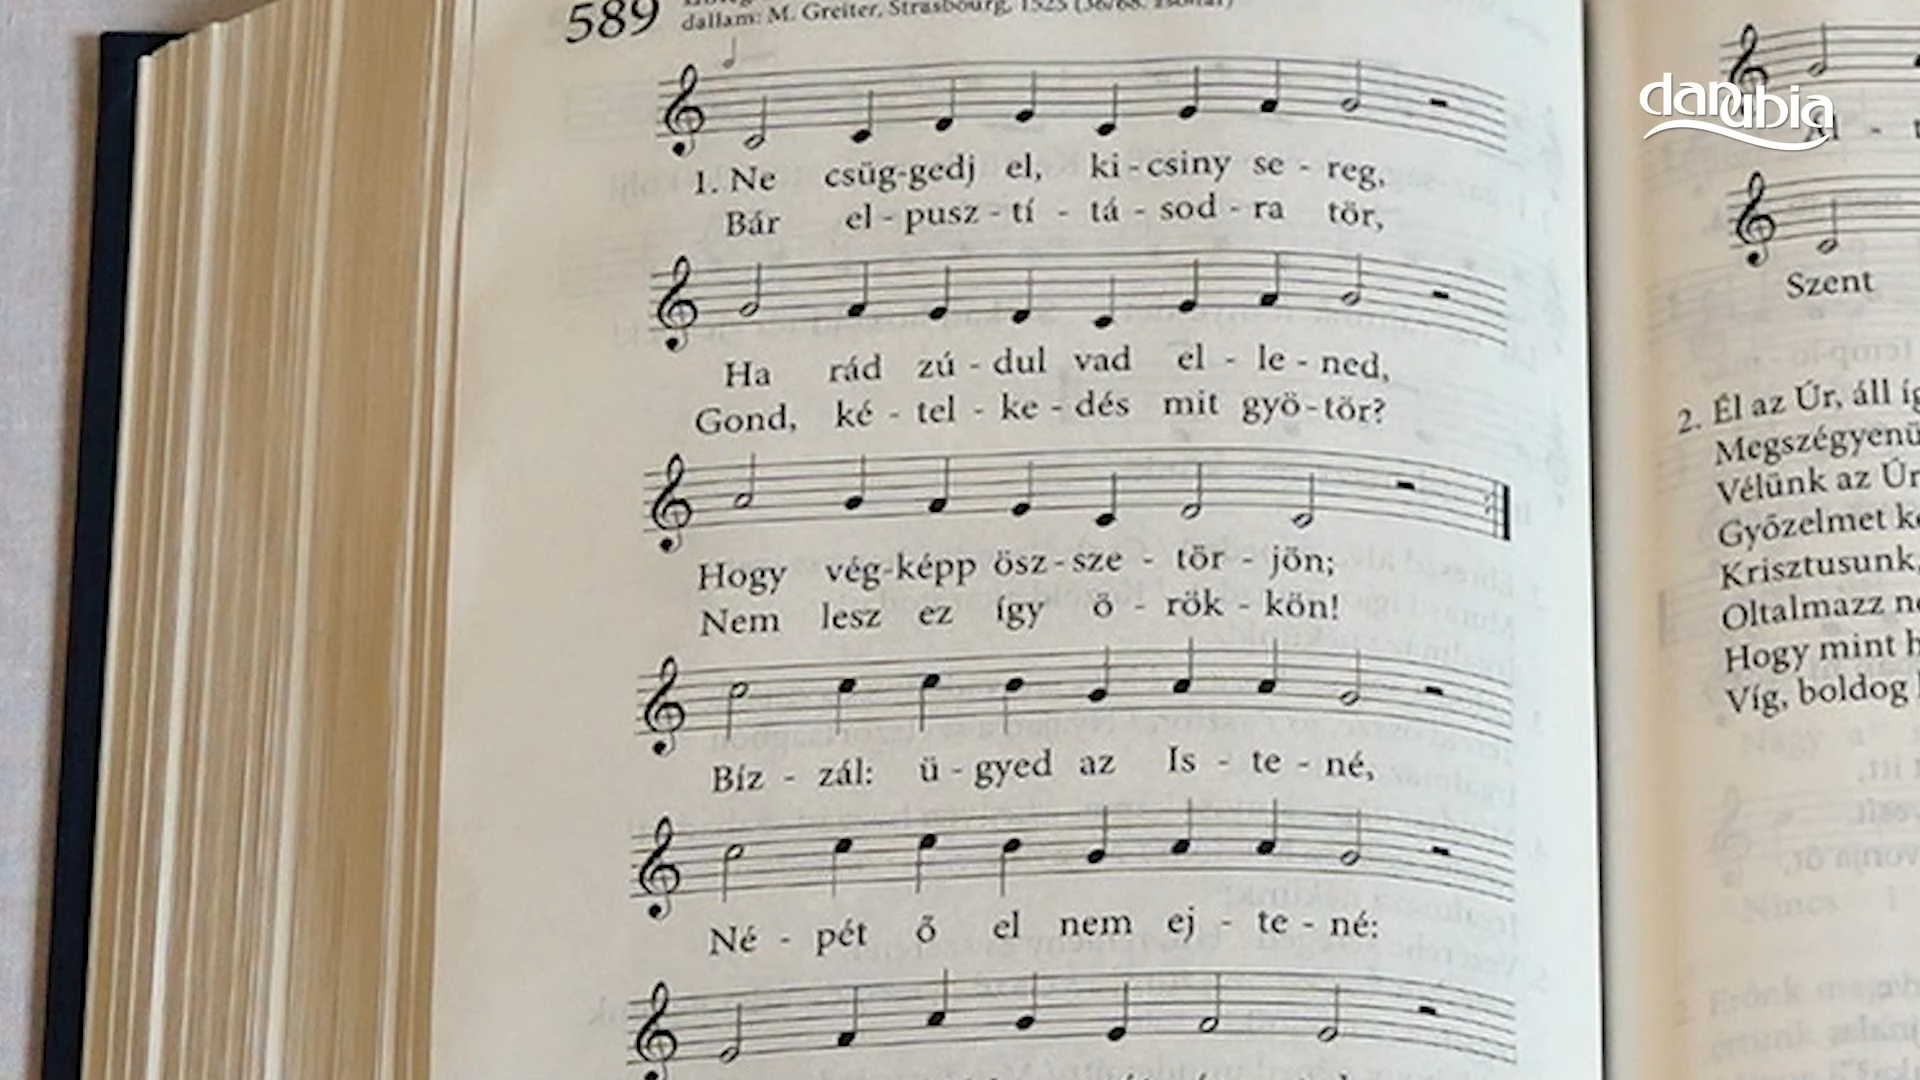 589
dallam: M. Greiter, Strasbourg, 1525 (36/68. zsoltár)
1. Ne csüg-gedj el, ki-csiny se-reg,
Bár el-pusz-tí-tá-sod-ra tör,
Ha rád zú-dul vad el-le-ned,
Gond, ké-tel-ke-dés mit gyö-tör?
Hogy vég-képp ösz-sze-tör-jön;
Nem lesz ez így ö-rök-kön!
Bíz-zál: ü-gyed az Is-te-né,
Né-pét ő el nem ej-te-né:
danubia
Szent
2. Él az Úr, áll
Megszégyenü
Vélünk az Úr
Győzelmet
Krisztusunk,
Oltalmazz
Hogy mint
Víg, boldog